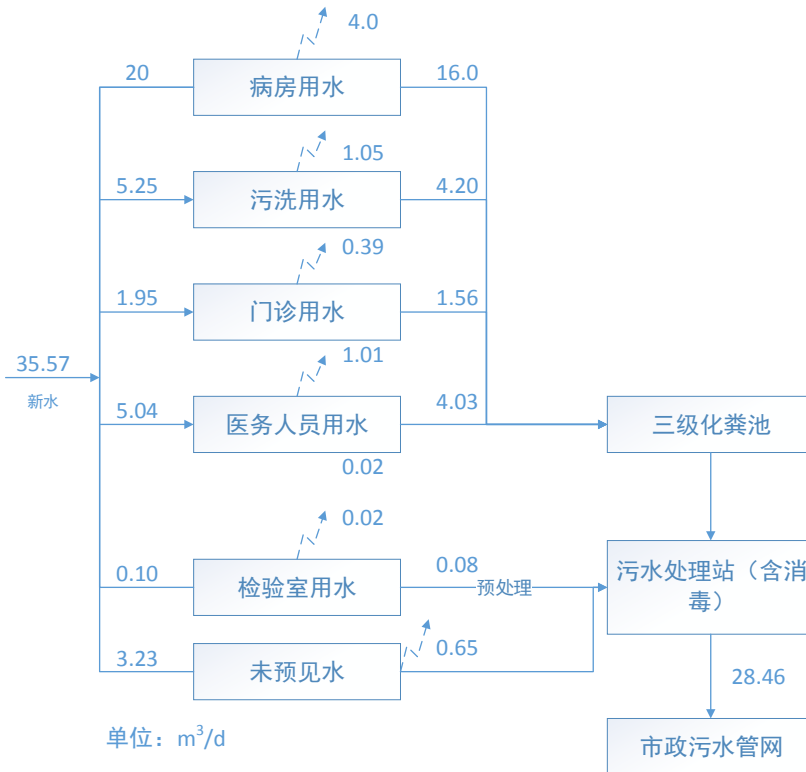 4.0
20
病房用水
16.0
1.05
5.25
污洗用水
4.20
0.39
1.95
门诊用水
1.56
35.57
新水
1.01
5.04
医务人员用水
4.03
三级化粪池
0.02
0.02
0.10
检验室用水
0.08
预处理
污水处理站（含消
毒）
3.23
未预见水
0.65
28.46
单位：m³/d
市政污水管网